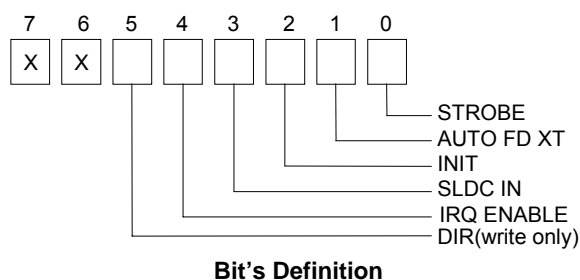 7 6 5 4 3 2 1 0
X X
STROBE
AUTO FD XT
INIT
SLDC IN
IRQ ENABLE
DIR(write only)
Bit's Definition